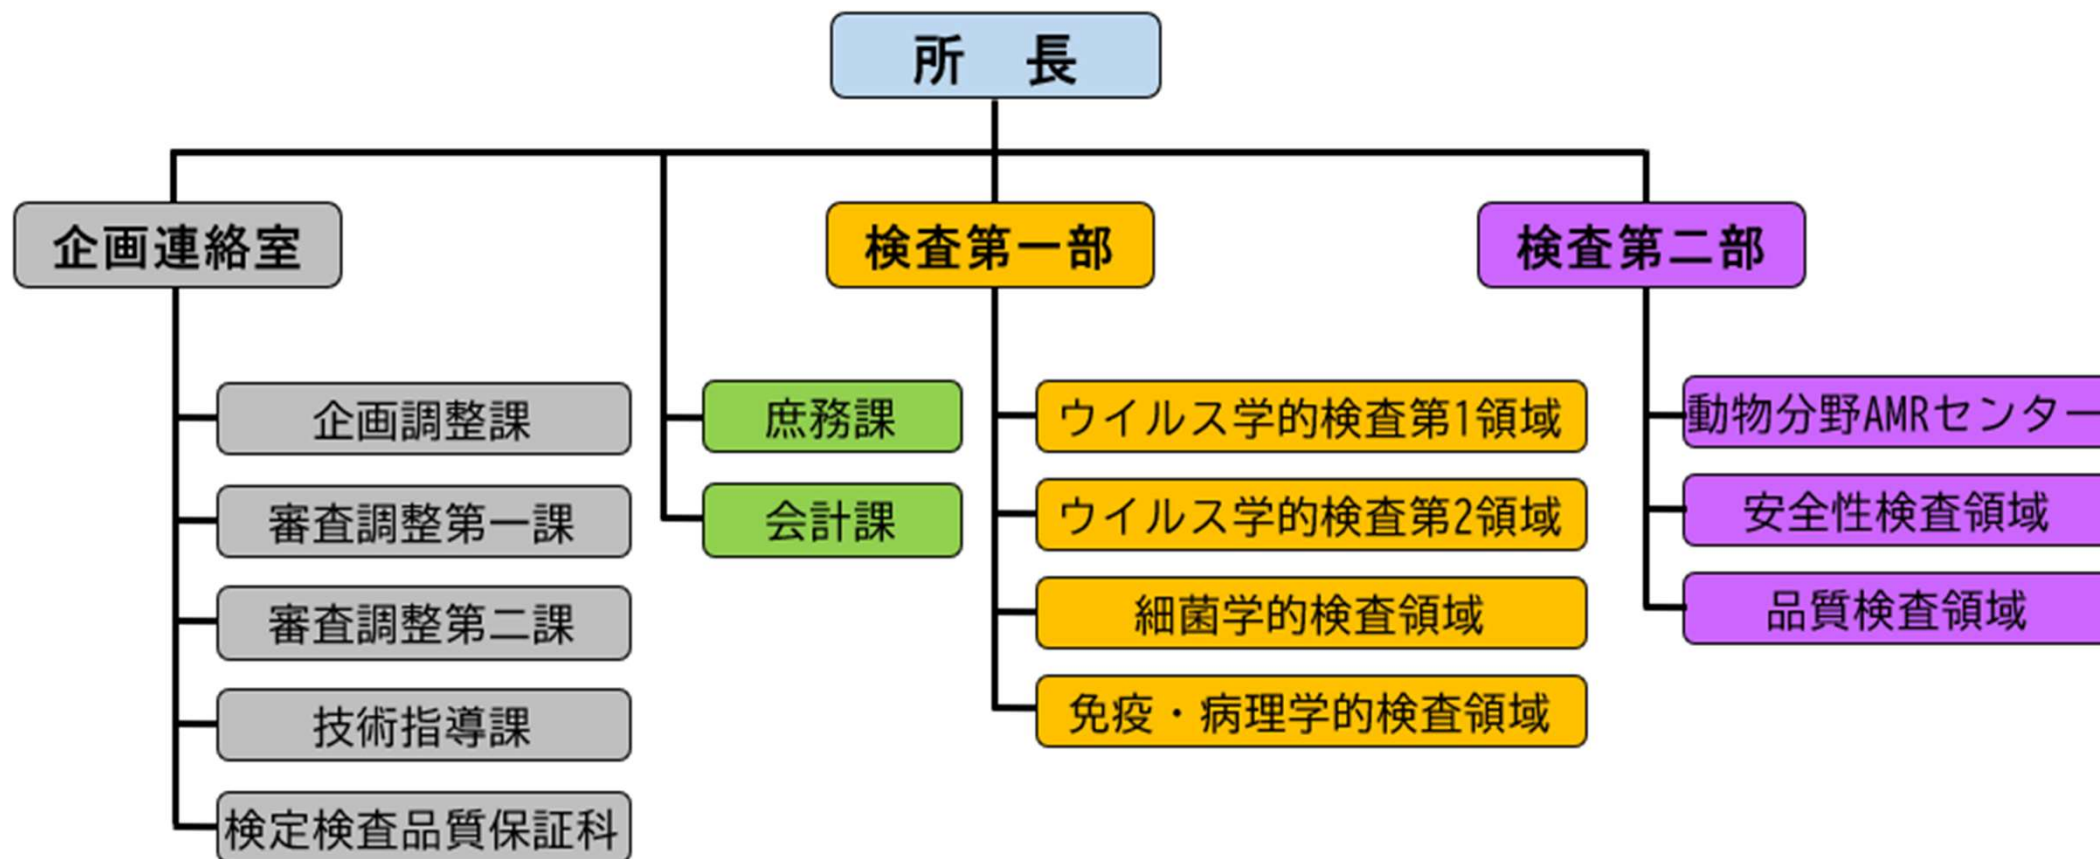 所　長
企画連絡室
企画調整課
審査調整第一課
審査調整第二課
技術指導課
検定検査品質保証科
庶務課
会計課
検査第一部
ウイルス学的検査第1領域
ウイルス学的検査第2領域
細菌学的検査領域
免疫・病理学的検査領域
検査第二部
動物分野AMRセンター
安全性検査領域
品質検査領域